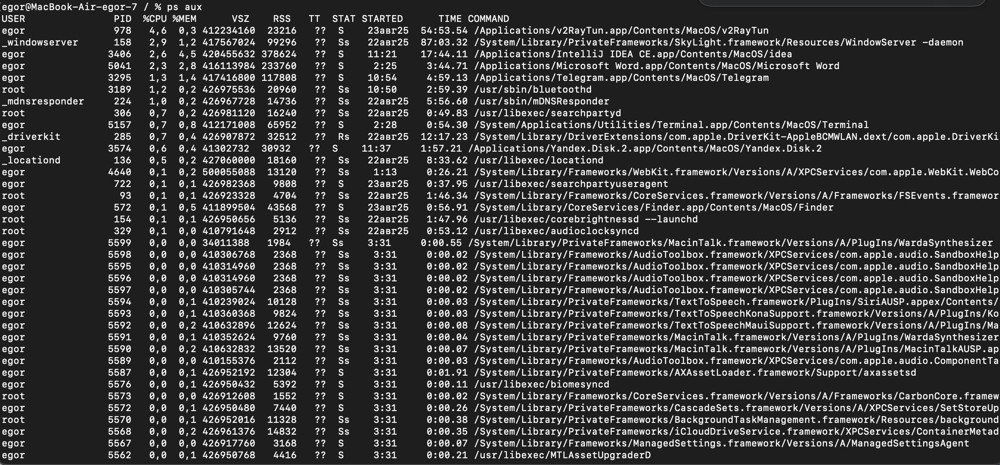 egor@MacBook-Air-egor-7 / % ps aux
USER               PID  %CPU %MEM      VSZ    RSS   TT  STAT STARTED      TIME COMMAND
egor               978   4,6  0,3 412234160  23216   ??  S    23авг25  54:53.54 /Applications/v2RayTun.app/Contents/MacOS/v2RayTun
_windowserver      158   2,9  1,2 417567024  99296   ??  Ss   22авг25  87:03.32 /System/Library/PrivateFrameworks/SkyLight.framework/Resources/WindowServer -daemon
egor              3406   2,6  4,5 420455632 378624   ??  S    11:21    17:44.11 /Applications/IntelliJ IDEA CE.app/Contents/MacOS/idea
egor              5041   2,3  2,8 416113984 233760   ??  S     2:25     3:44.71 /Applications/Microsoft Word.app/Contents/MacOS/Microsoft Word
egor              3295   1,3  1,4 417416800 117808   ??  S    10:54     4:59.13 /Applications/Telegram.app/Contents/MacOS/Telegram
root              3189   1,2  0,2 426975536  20960   ??  Ss   10:50     2:59.39 /usr/sbin/bluetoothd
_mdnsresponder     224   1,0  0,2 426967728  14736   ??  Ss   22авг25   5:56.60 /usr/sbin/mDNSResponder
root               306   0,7  0,2 426981120  16240   ??  Ss   22авг25   0:49.83 /usr/libexec/searchpartyd
egor              5157   0,7  0,8 412171008  65952   ??  S     2:28     0:54.30 /System/Applications/Utilities/Terminal.app/Contents/MacOS/Terminal
_driverkit         285   0,7  0,4 426907872  32512   ??  Rs   22авг25  12:17.23 /System/Library/DriverExtensions/com.apple.DriverKit-AppleBCMWLAN.dext/com.apple.DriverKi
egor              3574   0,6  0,4 41302732  30932   ??  S    11:37     1:57.21 /Applications/Yandex.Disk.2.app/Contents/MacOS/Yandex.Disk.2
_locationd         136   0,5  0,2 427060000  18160   ??  Ss   22авг25   8:33.62 /usr/libexec/locationd
egor              4640   0,1  0,2 500055088  13120   ??  Ss    1:13     0:26.21 /System/Library/Frameworks/WebKit.framework/Versions/A/XPCServices/com.apple.WebKit.WebCo
egor               722   0,1  0,1 426982368   9808   ??  S    23авг25   0:37.95 /usr/libexec/searchpartyuseragent
root                93   0,1  0,1 426923328   4704   ??  Ss   22авг25   1:46.34 /System/Library/Frameworks/CoreServices.framework/Versions/A/Frameworks/FSEvents.framewor
egor               572   0,1  0,5 411899504  43568   ??  S    23авг25   0:56.91 /System/Library/CoreServices/Finder.app/Contents/MacOS/Finder
root               154   0,1  0,1 426950656   5136   ??  Ss   22авг25   1:47.96 /usr/libexec/corebrightnessd --launchd
root               329   0,1  0,0 410791648   2912   ??  Ss   22авг25   0:53.12 /usr/libexec/audioclocksyncd
egor              5599   0,0  0,0 34011388   1984   ??  Ss    3:31     0:00.55 /System/Library/PrivateFrameworks/MacinTalk.framework/Versions/A/PlugIns/WardaSynthesizer
egor              5598   0,0  0,0 410306768   2368   ??  Ss    3:31     0:00.02 /System/Library/Frameworks/AudioToolbox.framework/XPCServices/com.apple.audio.SandboxHelp
egor              5595   0,0  0,0 410314960   2368   ??  Ss    3:31     0:00.02 /System/Library/Frameworks/AudioToolbox.framework/XPCServices/com.apple.audio.SandboxHelp
egor              5596   0,0  0,0 410314960   2368   ??  Ss    3:31     0:00.02 /System/Library/Frameworks/AudioToolbox.framework/XPCServices/com.apple.audio.SandboxHelp
egor              5597   0,0  0,0 410305744   2368   ??  Ss    3:31     0:00.02 /System/Library/Frameworks/AudioToolbox.framework/XPCServices/com.apple.audio.SandboxHelp
egor              5594   0,0  0,1 410239024  10128   ??  Ss    3:31     0:00.03 /System/Library/PrivateFrameworks/TextToSpeech.framework/PlugIns/SiriAUSP.appex/Contents/
egor              5593   0,0  0,1 410360368   9824   ??  Ss    3:31     0:00.03 /System/Library/PrivateFrameworks/TextToSpeechKonaSupport.framework/Versions/A/PlugIns/Ko
egor              5592   0,0  0,2 410632896  12624   ??  Ss    3:31     0:00.08 /System/Library/PrivateFrameworks/TextToSpeechMauiSupport.framework/Versions/A/PlugIns/Ma
egor              5591   0,0  0,1 410352624   9760   ??  Ss    3:31     0:00.04 /System/Library/PrivateFrameworks/MacinTalk.framework/Versions/A/PlugIns/WardaSynthesizer
egor              5590   0,0  0,2 410632832  13520   ??  Ss    3:31     0:00.07 /System/Library/PrivateFrameworks/MacinTalk.framework/Versions/A/PlugIns/MacinTalkAUSP.ap
egor              5589   0,0  0,0 410155376   2112   ??  Ss    3:31     0:00.03 /System/Library/Frameworks/AudioToolbox.framework/XPCServices/com.apple.audio.ComponentTa
egor              5587   0,0  0,1 426952192  12304   ??  S     3:31     0:01.91 /System/Library/PrivateFrameworks/AXAssetLoader.framework/Support/axassetsd
egor              5576   0,0  0,1 426950432   5392   ??  S     3:31     0:00.11 /usr/libexec/biomesyncd
root              5573   0,0  0,0 426912608   1552   ??  S     3:31     0:00.02 /System/Library/Frameworks/CoreServices.framework/Versions/A/Frameworks/CarbonCore.framew
egor              5572   0,0  0,1 426950480   7440   ??  S     3:31     0:00.26 /System/Library/PrivateFrameworks/CascadeSets.framework/Versions/A/XPCServices/SetStoreUp
root              5570   0,0  0,1 426952016  11328   ??  Ss    3:31     0:00.38 /System/Library/PrivateFrameworks/BackgroundTaskManagement.framework/Resources/background
egor              5568   0,0  0,2 426961376  14832   ??  Ss    3:31     0:00.35 /System/Library/PrivateFrameworks/iCloudDriveService.framework/XPCServices/ContainerMetad
egor              5567   0,0  0,0 426917760   3168   ??  S     3:31     0:00.07 /System/Library/Frameworks/ManagedSettings.framework/Versions/A/ManagedSettingsAgent
egor              5562   0,0  0,1 426950768   4416   ??  S     3:31     0:00.21 /usr/libexec/MTLAssetUpgraderD